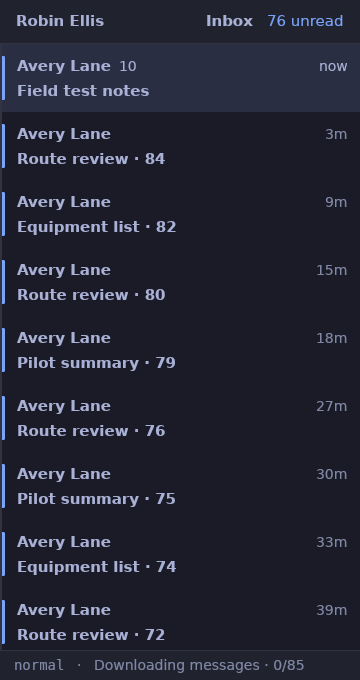 Robin Ellis Inbox 76 unread
Avery Lane 10 now
Field test notes
Avery Lane 3m
Route review · 84
Avery Lane 9m
Equipment list · 82
Avery Lane 15m
Route review · 80
Avery Lane 18m
Pilot summary · 79
Avery Lane 27m
Route review · 76
Avery Lane 30m
Pilot summary · 75
Avery Lane 33m
Equipment list · 74
Avery Lane 39m
Route review · 72
normal · Downloading messages · 0/85